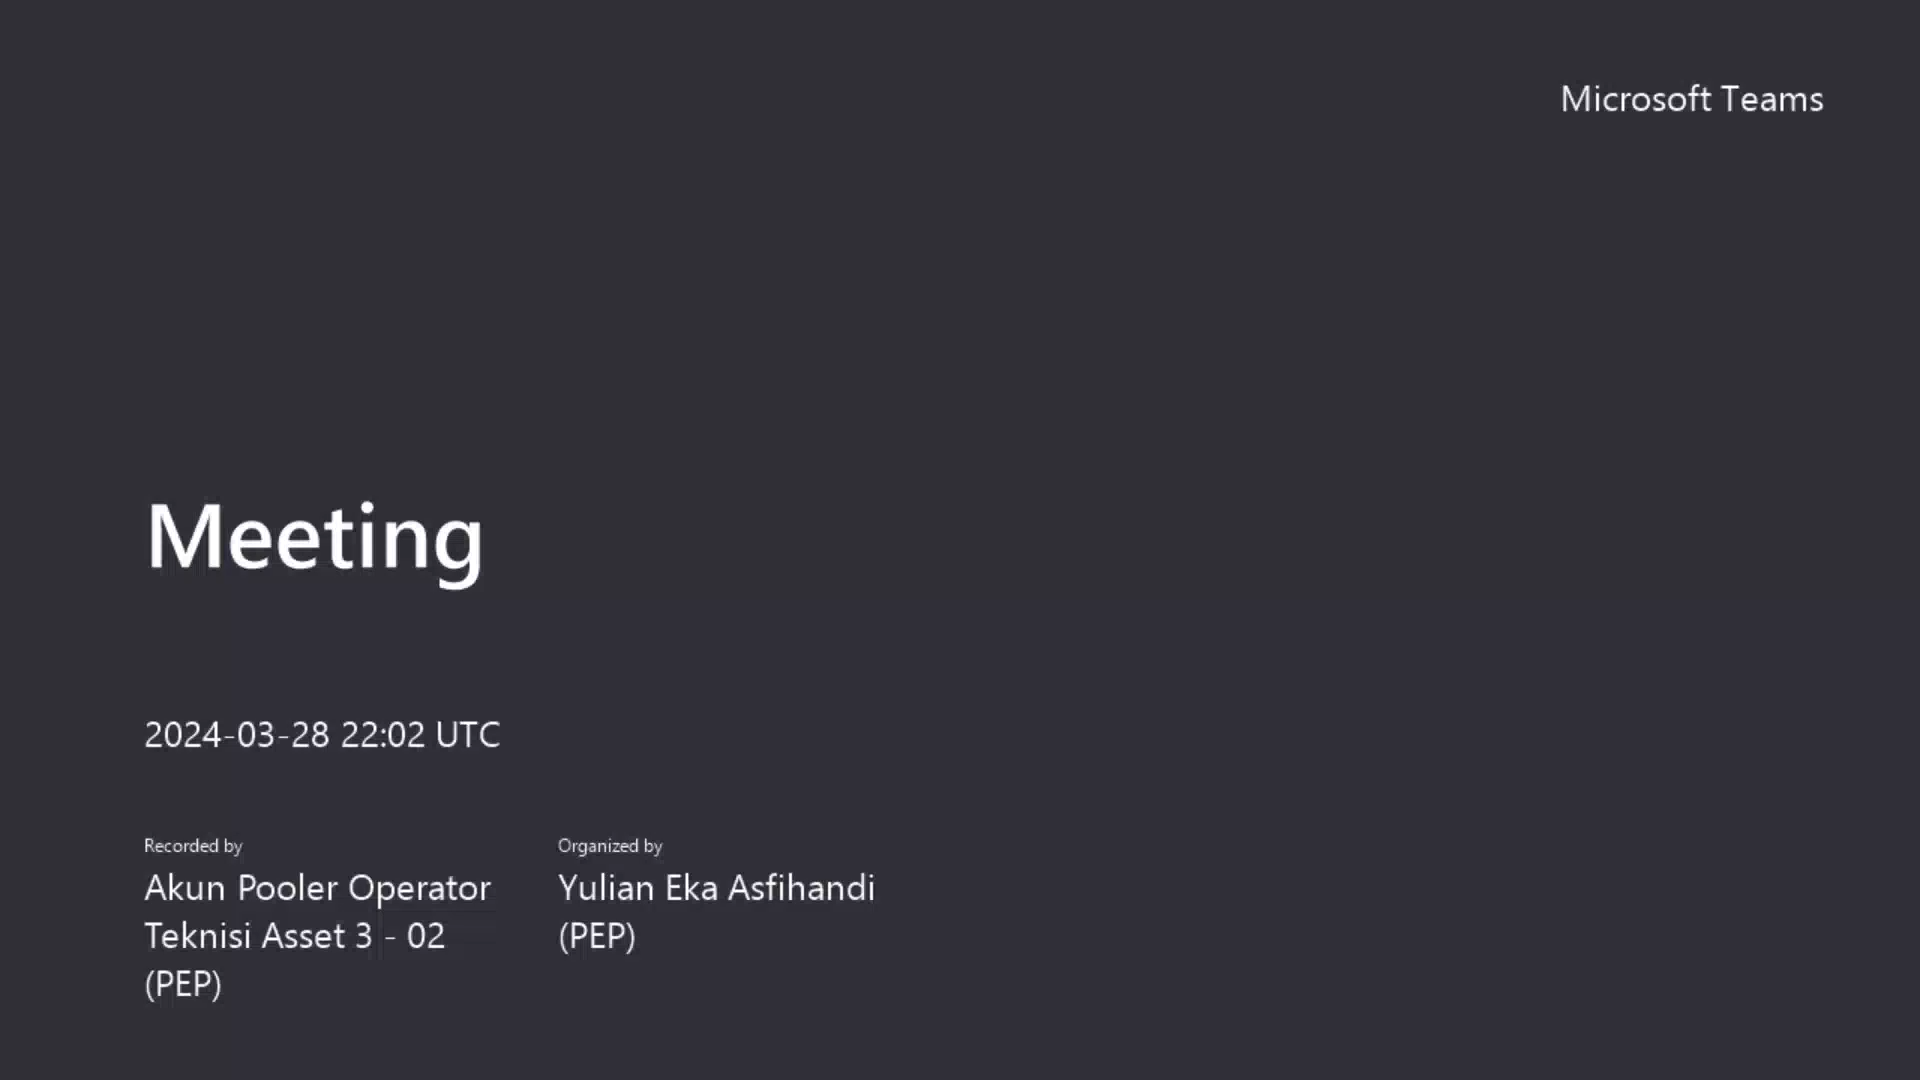 Microsoft Teams
Meeting
2024-03-28 22:02 UTC
Recorded by
Akun Pooler Operator
Teknisi Asset 3 - 02
(PEP)
Organized by
Yulian Eka Asfihandi
(PEP)